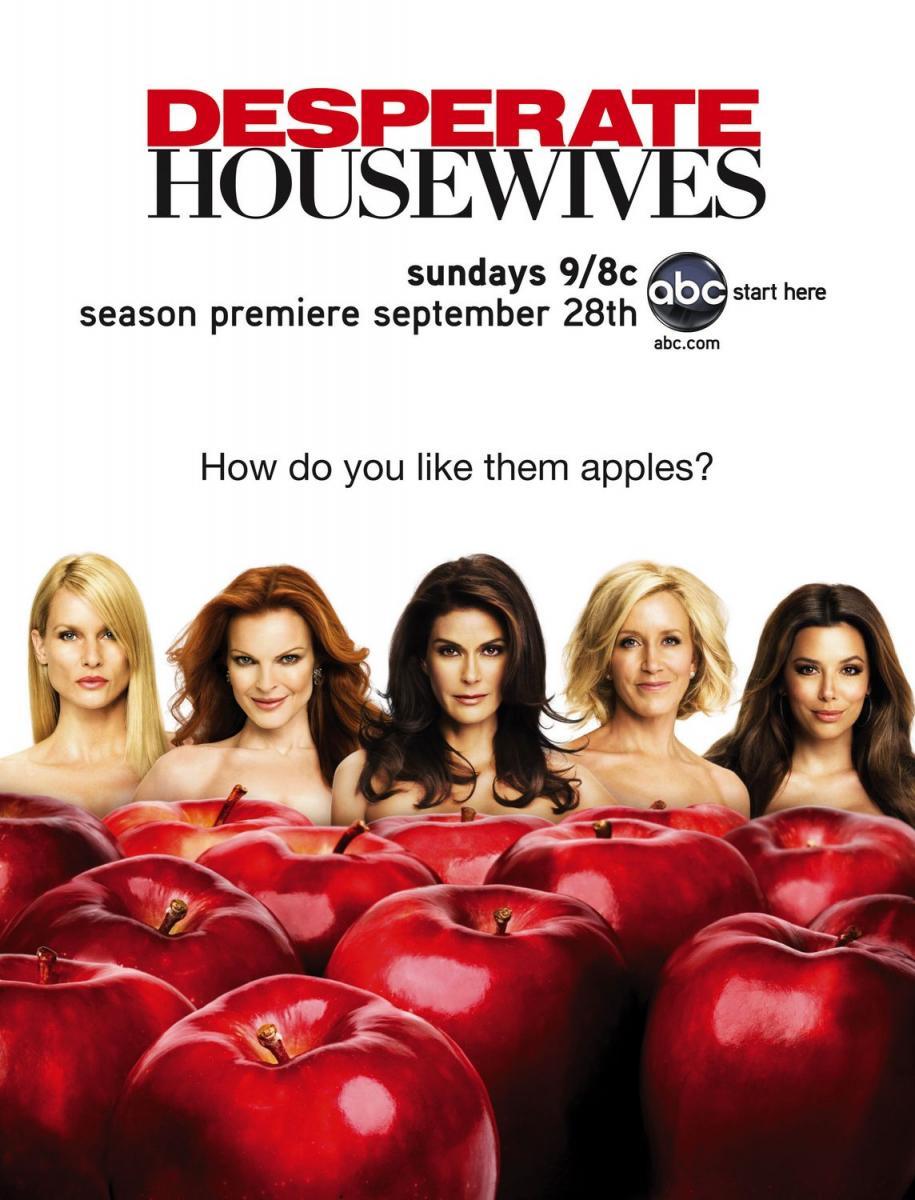 DESPERATE
HOUSEWIVES
sundays 9/8c
season premiere september 28th
abc start here
abc.com
How do you like them apples?